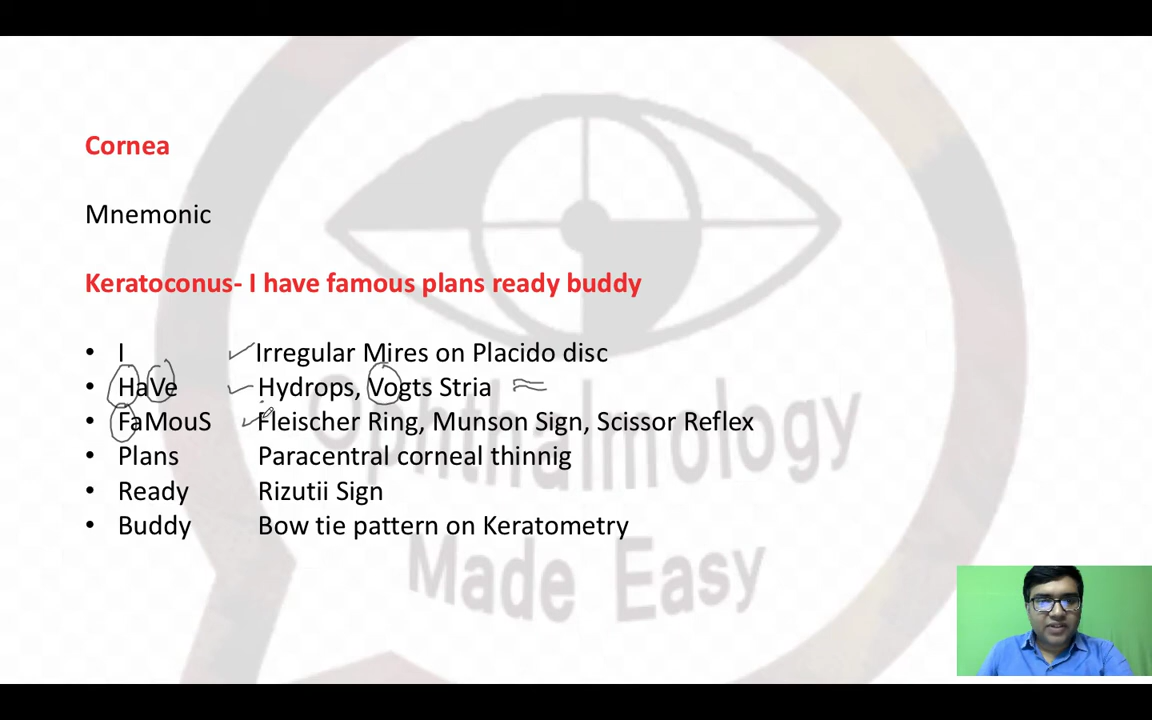 Cornea
Mnemonic
Keratoconus- I have famous plans ready buddy
• I Irregular Mires on Placido disc
• HaVe Hydrops, Vogts Stria
• FaMouS Fleischer Ring, Munson Sign, Scissor Reflex
• Plans Paracentral corneal thinnig
• Ready Rizutii Sign
• Buddy Bow tie pattern on Keratometry
Ophthalmology
Made Easy